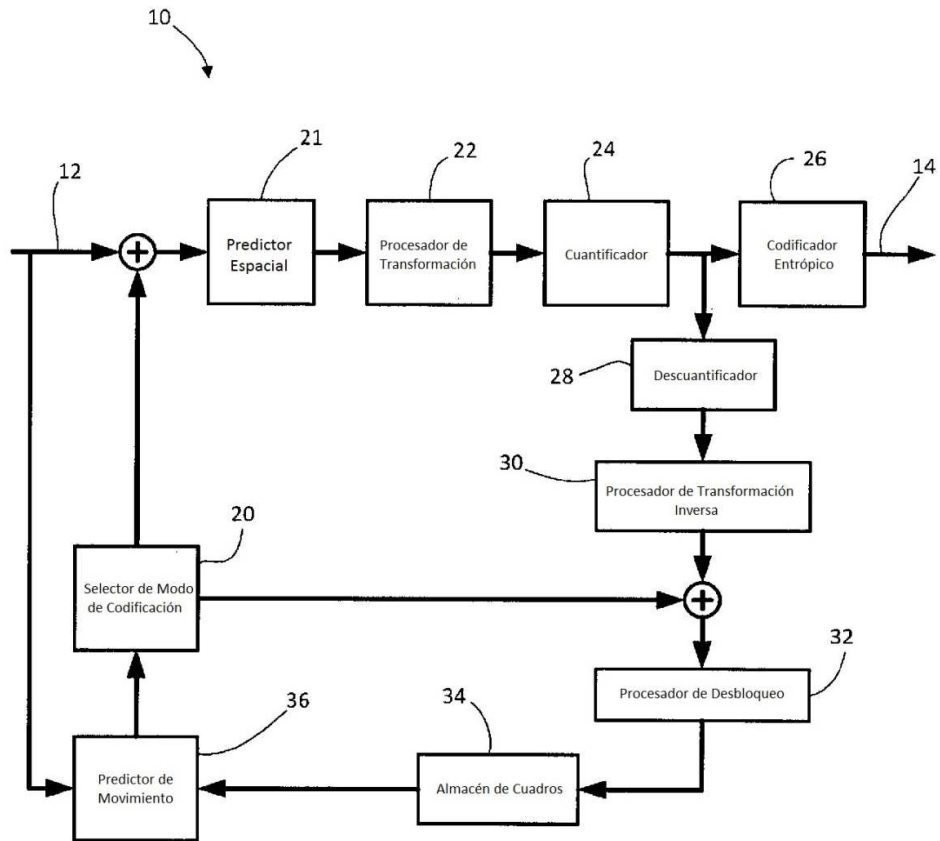 10
12
21
22
24
26
14
Predictor
Espacial
Procesador de
Transformación
Cuantificador
Codificador
Entrópico
28
Descuantificador
30
Procesador de Transformación
Inversa
20
Selector de Modo
de Codificación
32
Procesador de Desbloqueo
34
Almacén de Cuadros
36
Predictor de
Movimiento